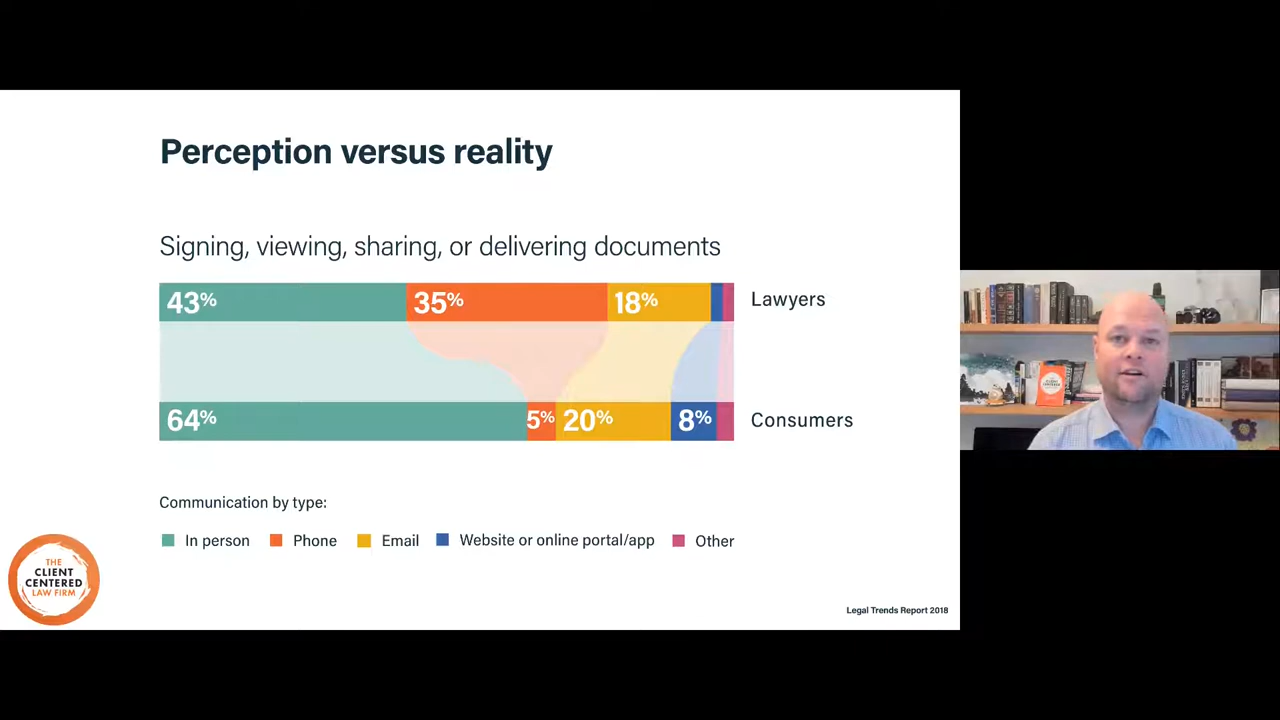 Perception versus reality
Signing, viewing, sharing, or delivering documents
43% 35% 18% Lawyers
64% 5% 20% 8% Consumers
Communication by type:
In person Phone Email Website or online portal/app Other
THE
CLIENT
CENTERED
LAW FIRM
Legal Trends Report 2018